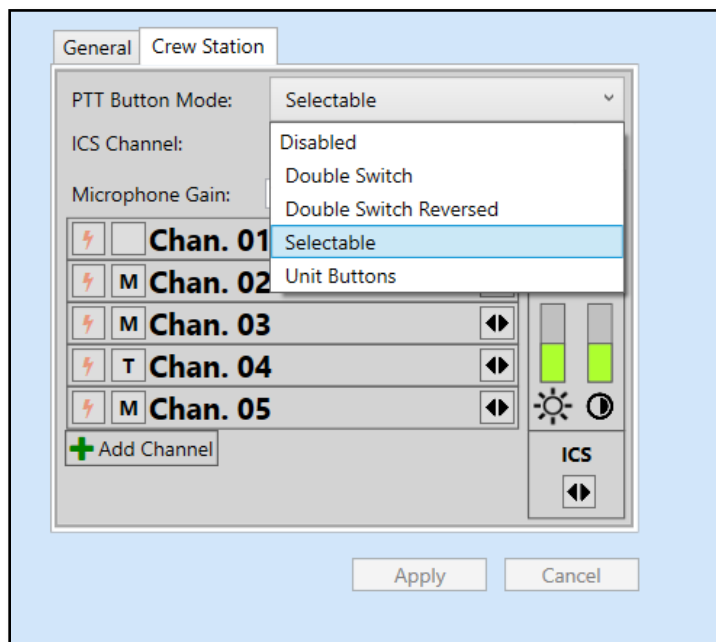 General Crew Station
PTT Button Mode: Selectable
ICS Channel:
Disabled
Double Switch
Microphone Gain:
Double Switch Reversed
Selectable
Unit Buttons
Chan. 01
M Chan. 02
M Chan. 03
T Chan. 04
M Chan. 05
Add Channel
ICS
Apply Cancel